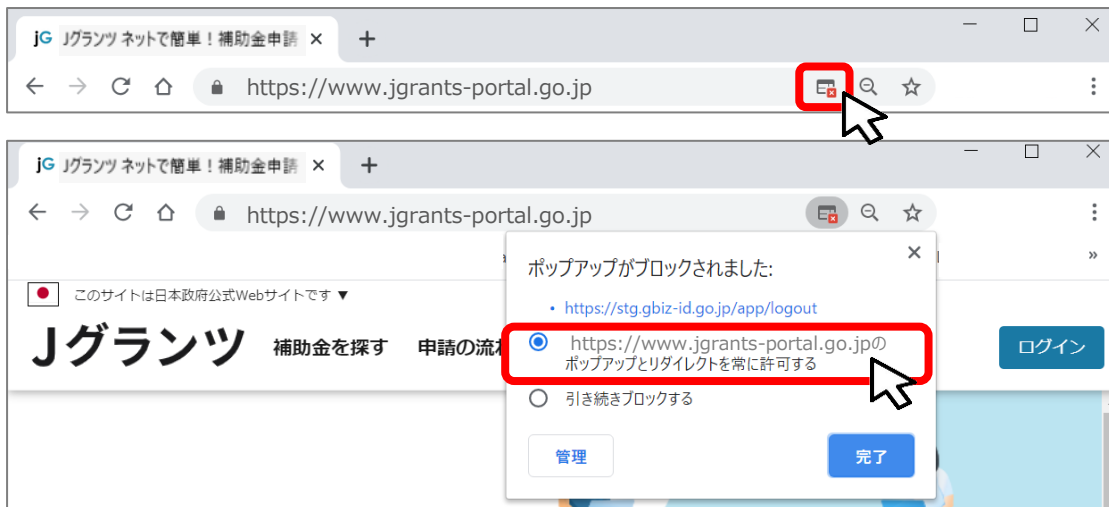 jG Jグランツ ネットで簡単！補助金申請
https://www.jgrants-portal.go.jp
jG Jグランツ ネットで簡単！補助金申請
https://www.jgrants-portal.go.jp
»
ポップアップがブロックされました:
• https://stg.gbiz-id.go.jp/app/logout
このサイトは日本政府公式Webサイトです ▼
Jグランツ 補助金を探す 申請の流れ
https://www.jgrants-portal.go.jpの
ポップアップとリダイレクトを常に許可する
ログイン
引き続きブロックする
管理 完了